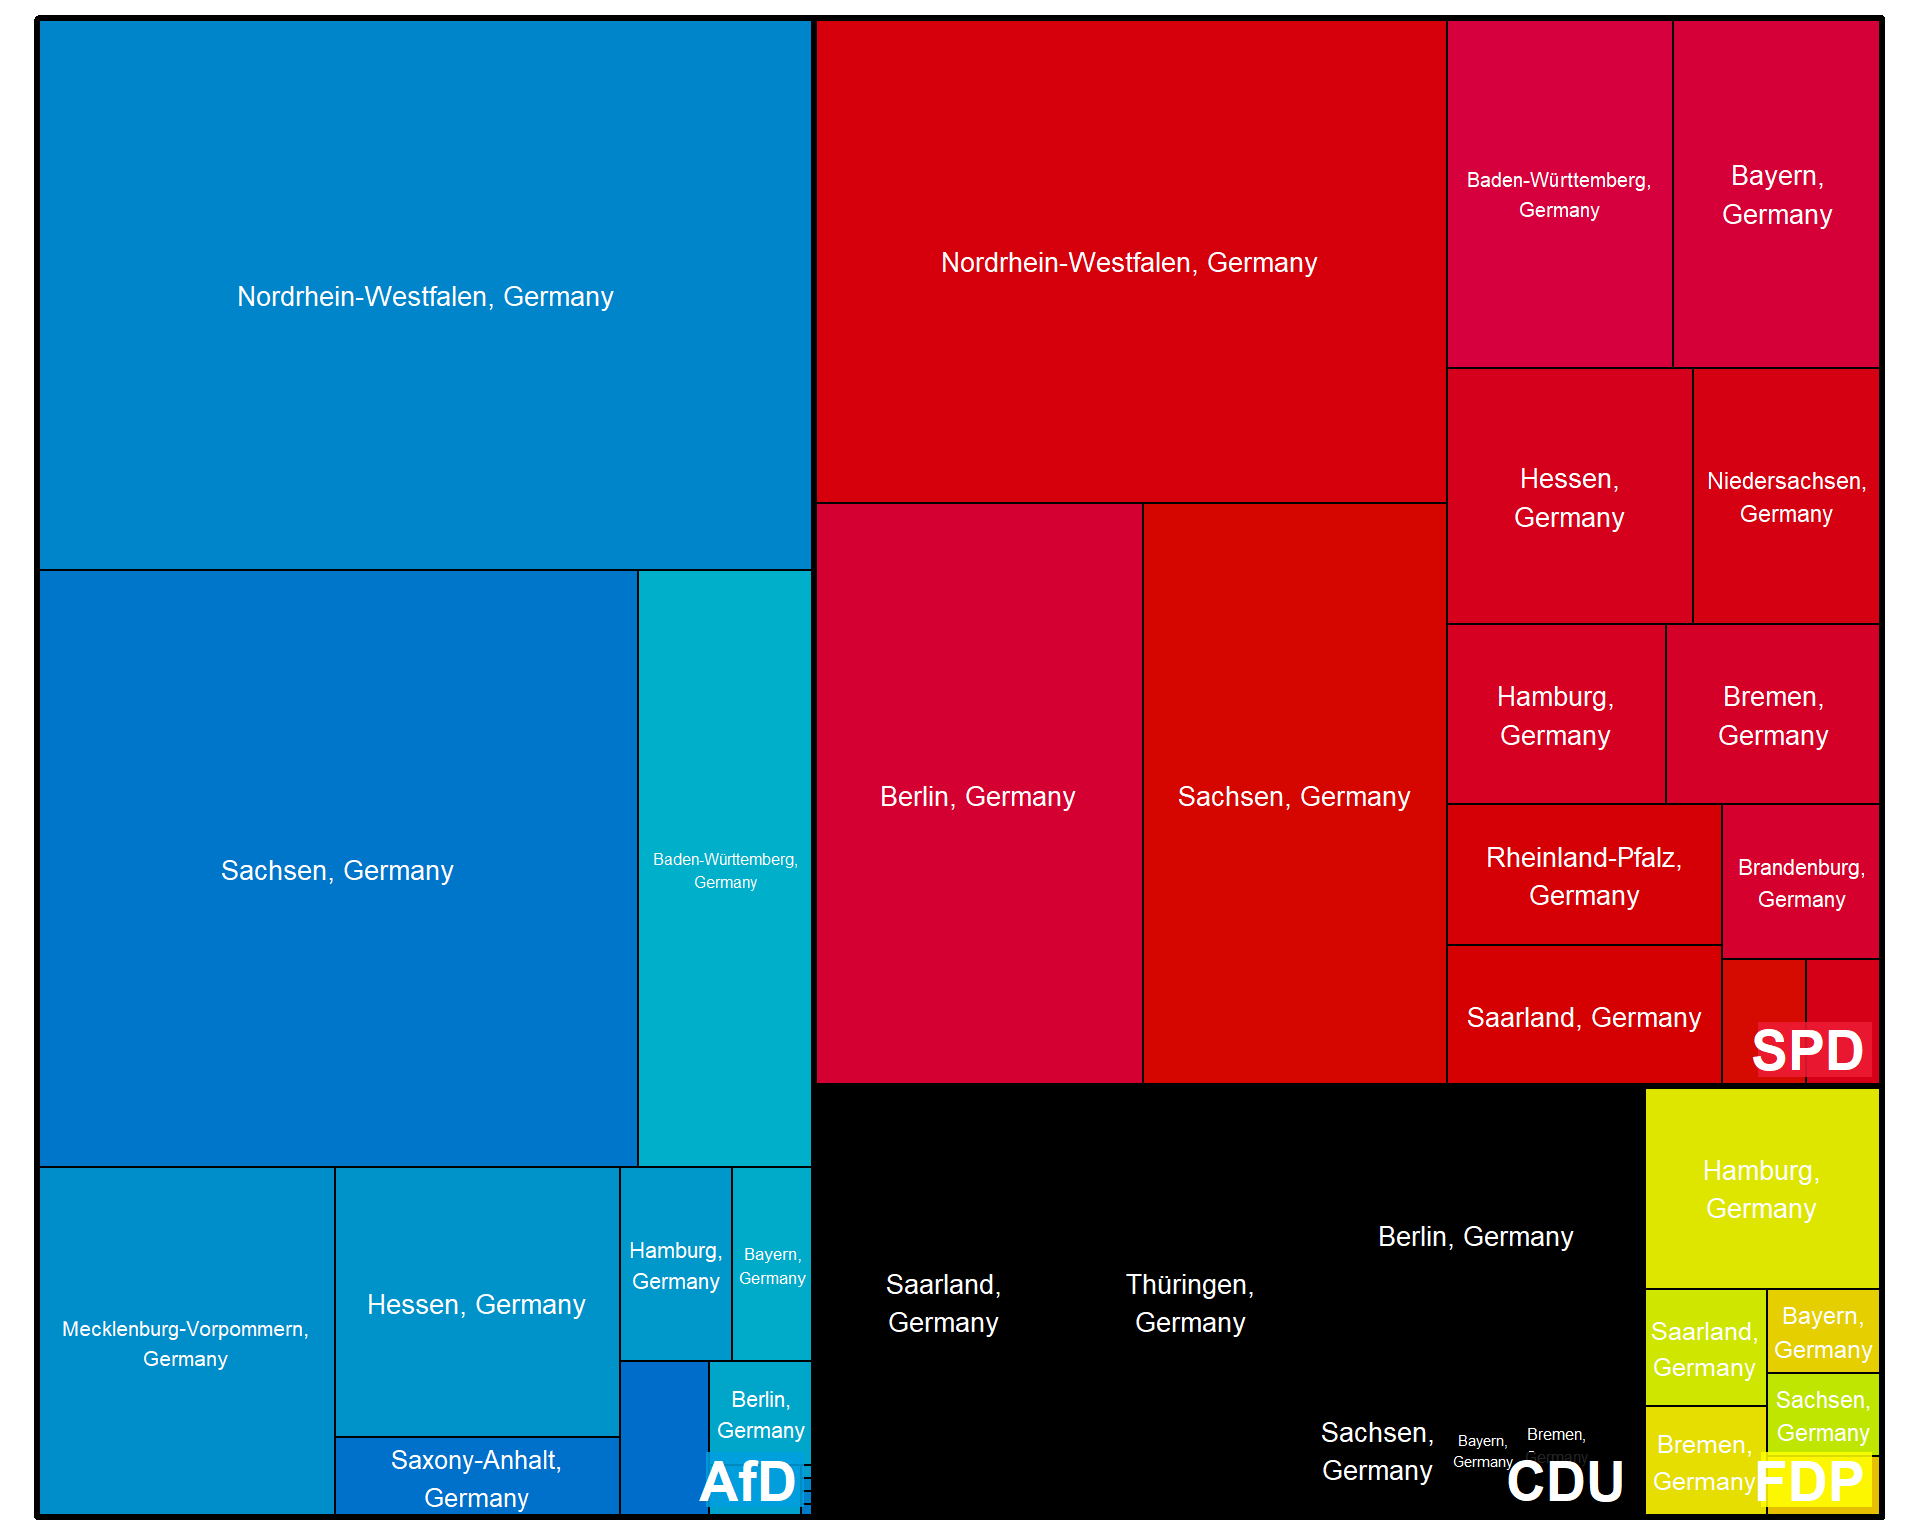 Nordrhein-Westfalen, Germany
Sachsen, Germany
Baden-Württemberg,
Germany
Mecklenburg-Vorpommern,
Germany
Hessen, Germany
Saxony-Anhalt,
Germany
Hamburg,
Germany
Bayern,
Germany
Berlin,
Germany
AfD
Nordrhein-Westfalen, Germany
Baden-Württemberg,
Germany
Bayern,
Germany
Hessen,
Germany
Niedersachsen,
Germany
Berlin, Germany
Sachsen, Germany
Hamburg,
Germany
Bremen,
Germany
Rheinland-Pfalz,
Germany
Brandenburg,
Germany
Saarland, Germany
SPD
Saarland,
Germany
Thüringen,
Germany
Berlin, Germany
Sachsen,
Germany
Bayern,
Germany
Bremen,
Germany
CDU
Hamburg,
Germany
Saarland,
Germany
Bayern,
Germany
Sachsen,
Germany
Bremen,
Germany
FDP